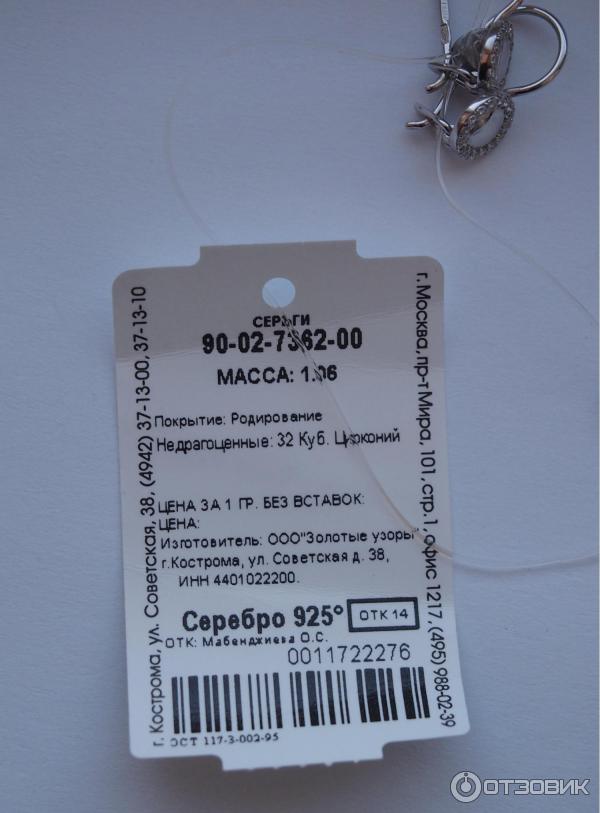 СЕРЬГИ
90-02-7362-00
МАССА: 1.06
Покрытие: Родирование
Недрагоценные: 32 Куб. Цирконий
ЦЕНА ЗА 1 ГР. БЕЗ ВСТАВОК:
ЦЕНА:
Изготовитель: ООО"Золотые узоры"
г.Кострома, ул. Советская д. 38,
ИНН 4401022200.
Серебро 925° ОТК 14
ОТК: Мабенджиева О.С.
0011722276
ОСТ 117-3-002-95
г. Кострома, ул. Советская, 38, (4942) 37-13-00, 37-13-10
г. Москва, пр-т Мира, 101, стр.1, офис 1217, (495) 988-02-39
ОТЗОВИК